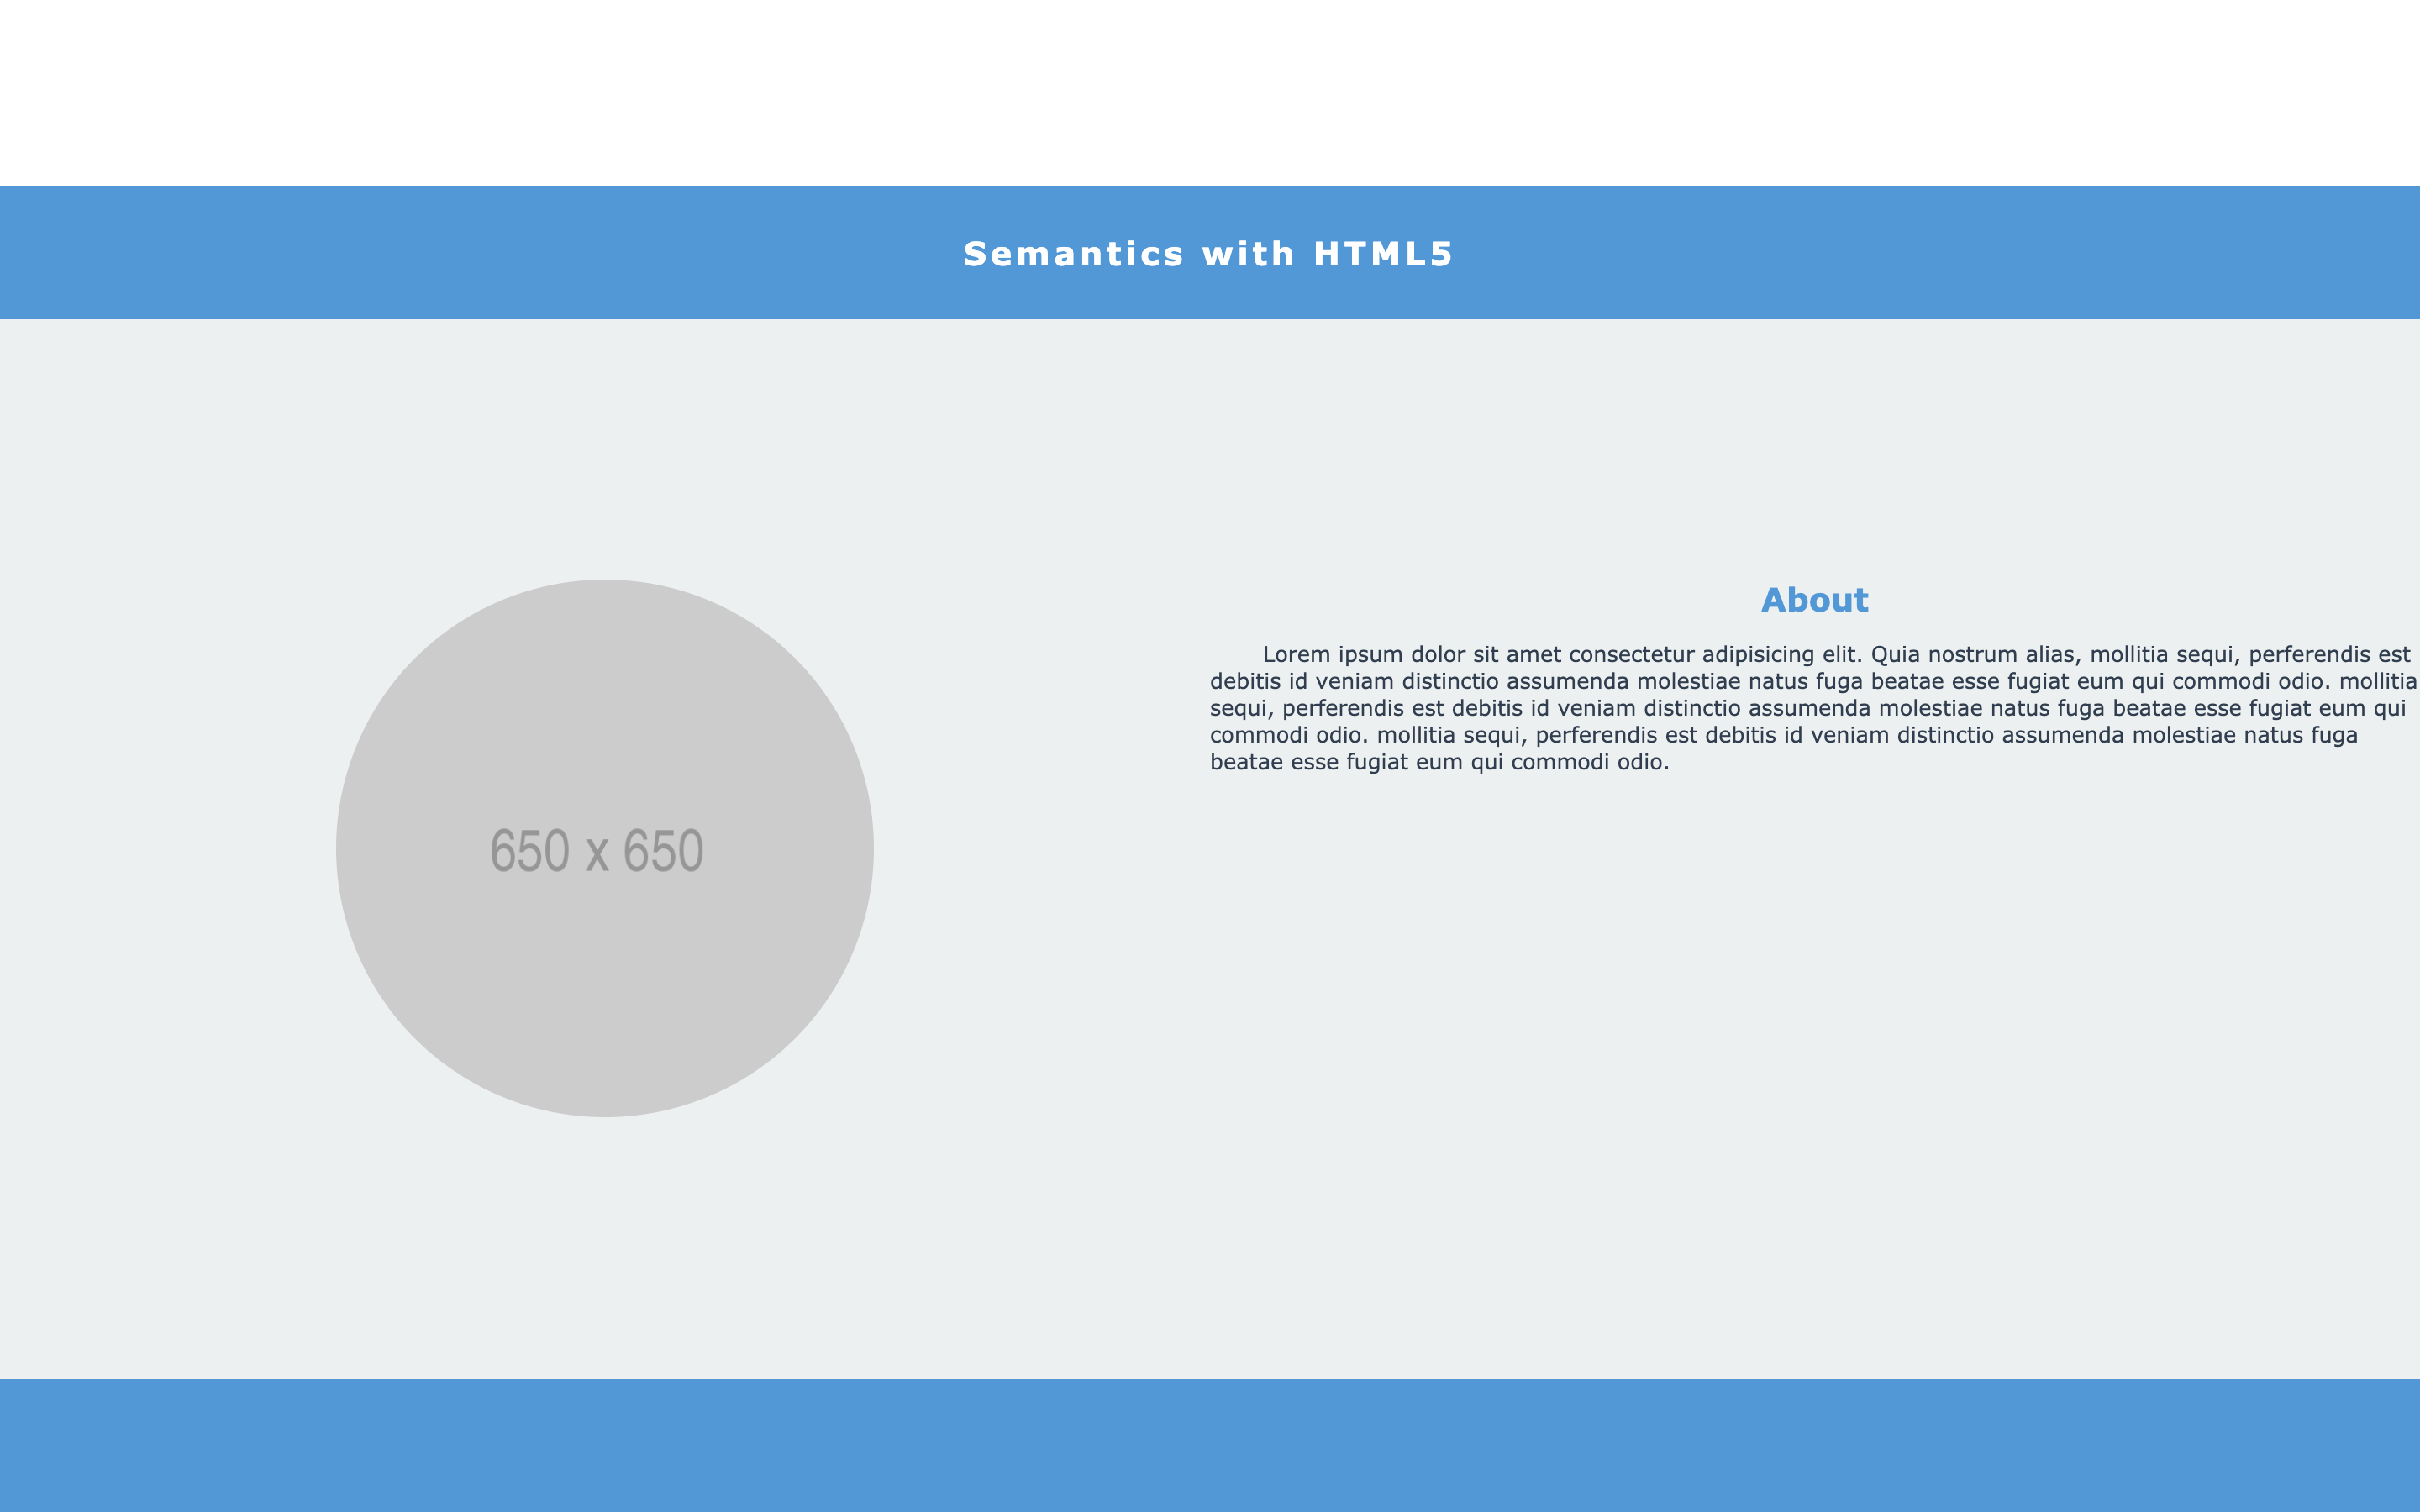 Semantics with HTML5
650 x 650
About
Lorem ipsum dolor sit amet consectetur adipisicing elit. Quia nostrum alias, mollitia sequi, perferendis est
debitis id veniam distinctio assumenda molestiae natus fuga beatae esse fugiat eum qui commodi odio. mollitia
sequi, perferendis est debitis id veniam distinctio assumenda molestiae natus fuga beatae esse fugiat eum qui
commodi odio. mollitia sequi, perferendis est debitis id veniam distinctio assumenda molestiae natus fuga
beatae esse fugiat eum qui commodi odio.